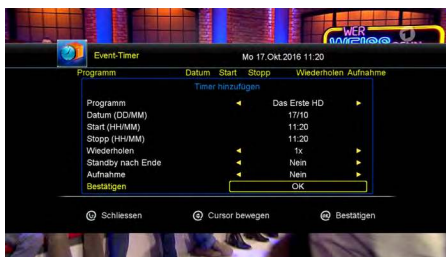 WER
WEISS
Event-Timer
Mo 17.Okt.2016 11:20
Programm Datum Start Stopp Wiederholen Aufnahme
Timer hinzufügen
Programm Das Erste HD
Datum (DD/MM) 17/10
Start (HH/MM) 11:20
Stopp (HH/MM) 11:20
Wiederholen 1x
Standby nach Ende Nein
Aufnahme Nein
Bestätigen OK
Schliessen Cursor bewegen Bestätigen